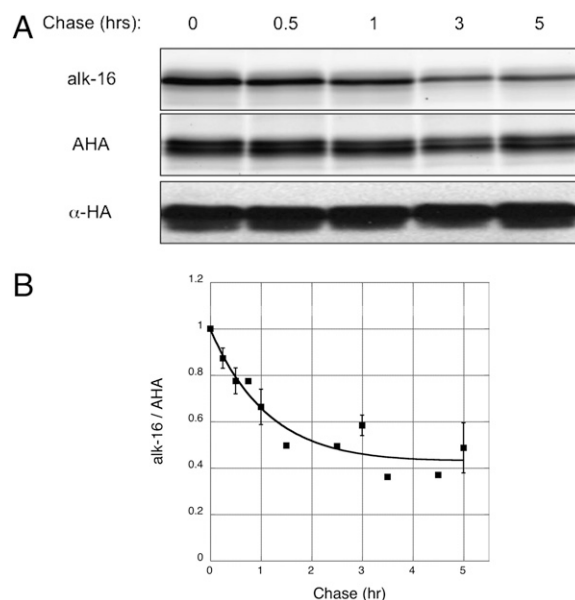 A
Chase (hrs): 0 0.5 1 3 5
alk-16
AHA
α-HA
B
1.2
1
0.8
0.6
0.4
0.2
0
alk-16 / AHA
0 1 2 3 4 5
Chase (hr)